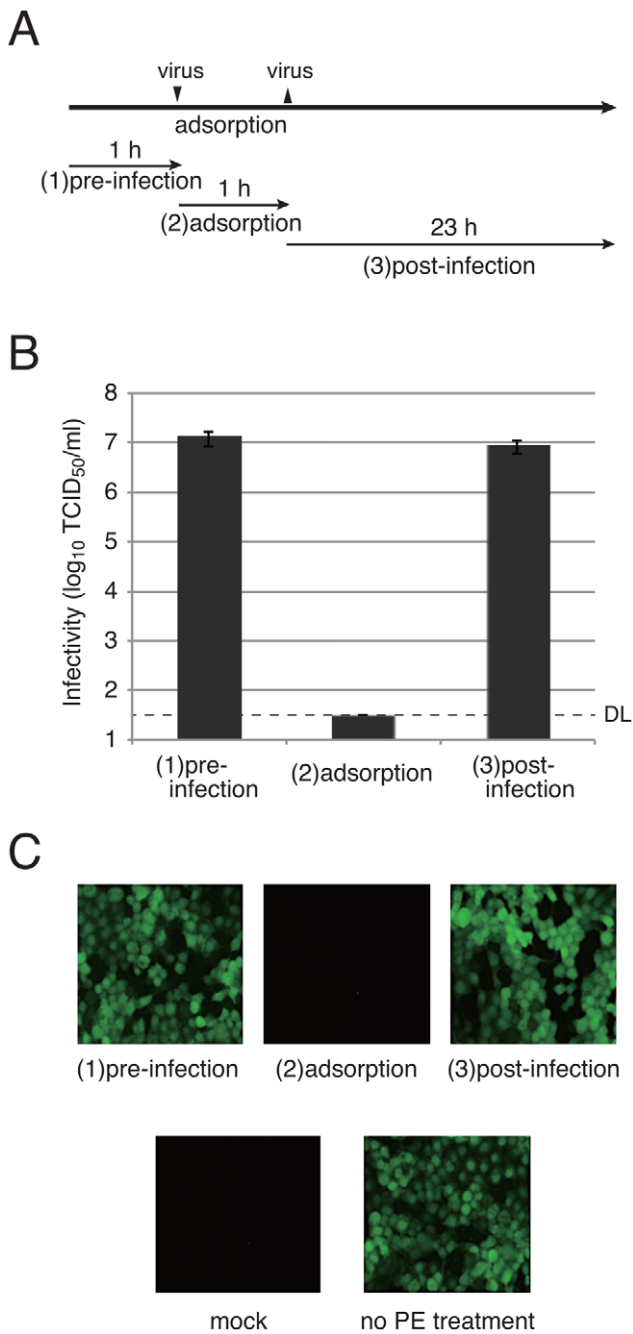 A
virus virus
adsorption
1 h
(1)pre-infection
1 h
(2)adsorption
23 h
(3)post-infection
B
Infectivity (log10 TCID50/ml)
8
7
6
5
4
3
2
1
DL
(1)pre-
infection
(2)adsorption
(3)post-
infection
C
(1)pre-infection (2)adsorption (3)post-infection
mock no PE treatment